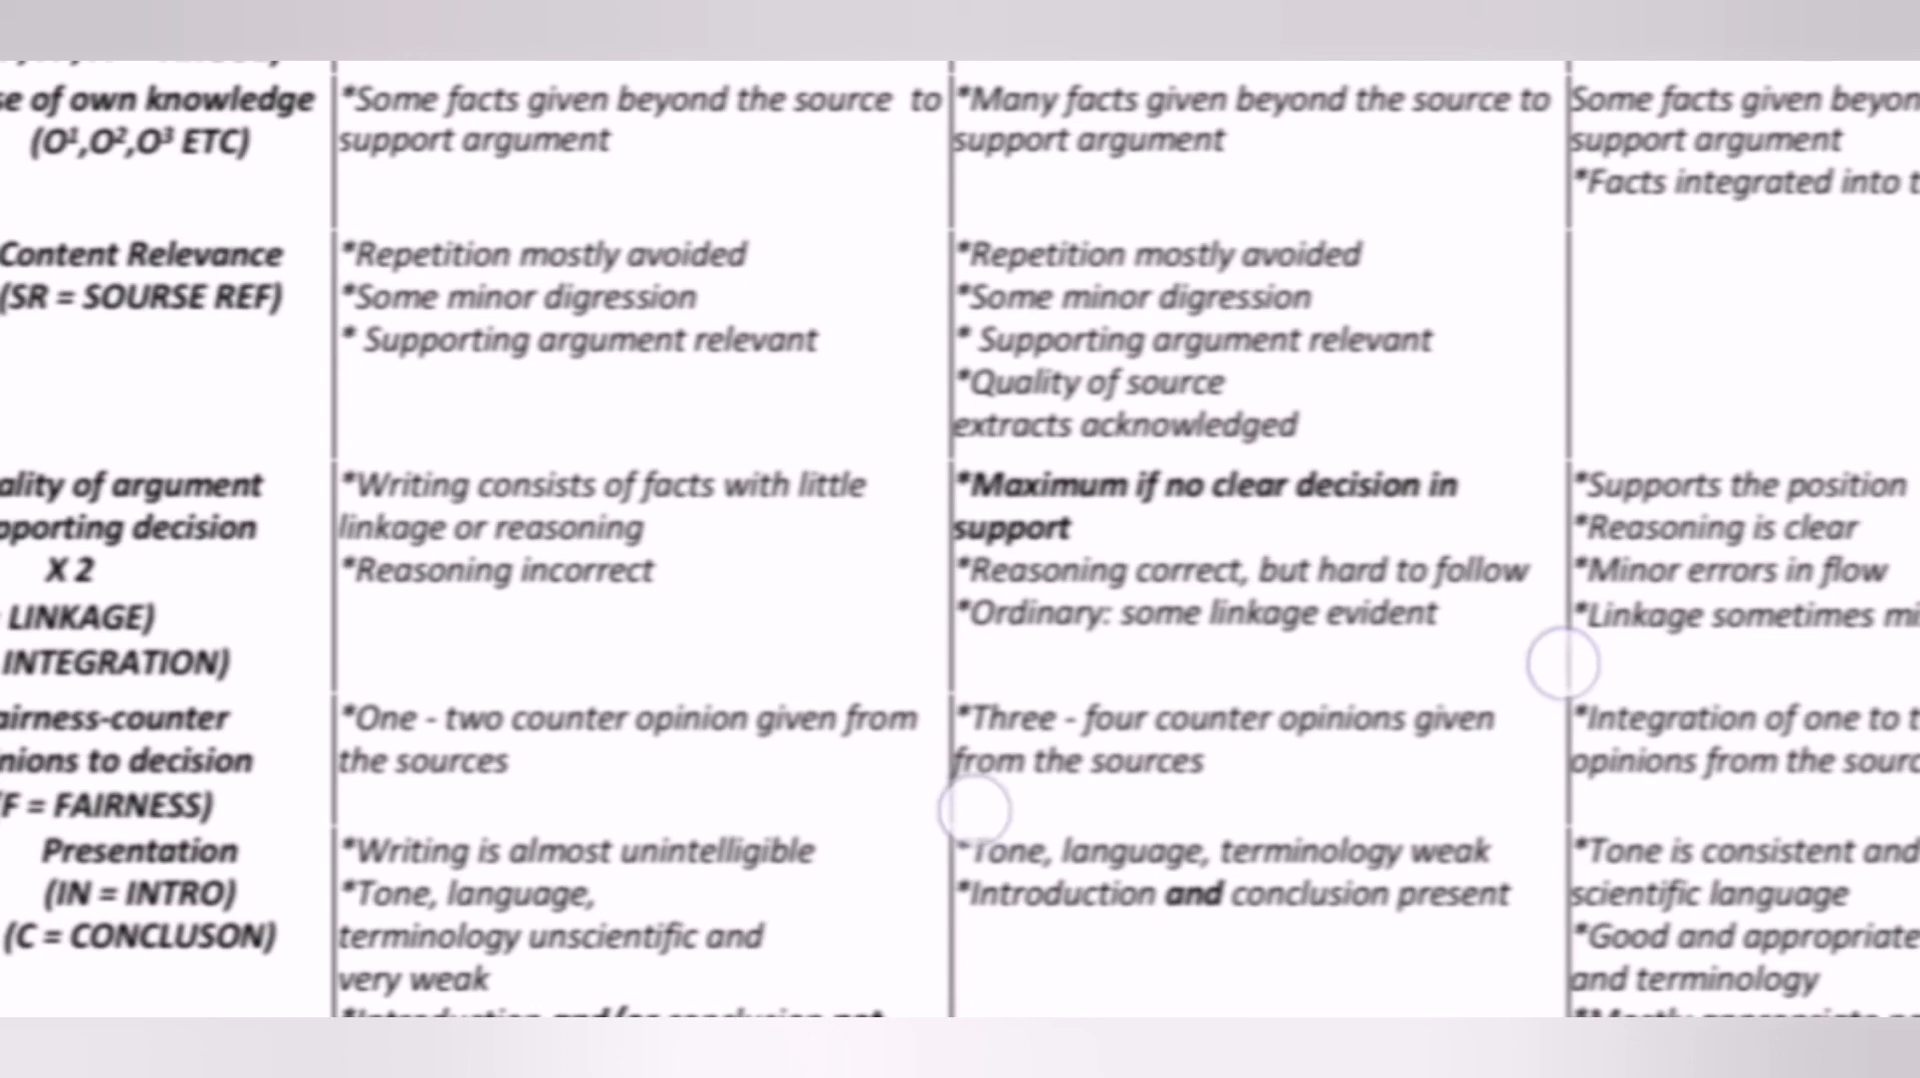 se of own knowledge
(O¹,O²,O³ ETC)
*Some facts given beyond the source to
support argument
*Many facts given beyond the source to
support argument
Some facts given beyon
support argument
*Facts integrated into t
Content Relevance
(SR = SOURSE REF)
*Repetition mostly avoided
*Some minor digression
* Supporting argument relevant
*Repetition mostly avoided
*Some minor digression
* Supporting argument relevant
*Quality of source
extracts acknowledged
ality of argument
pporting decision
X 2
LINKAGE)
INTEGRATION)
*Writing consists of facts with little
linkage or reasoning
*Reasoning incorrect
*Maximum if no clear decision in
support
*Reasoning correct, but hard to follow
*Ordinary: some linkage evident
*Supports the position
*Reasoning is clear
*Minor errors in flow
*Linkage sometimes mi
airness-counter
nions to decision
(F = FAIRNESS)
*One - two counter opinion given from
the sources
*Three - four counter opinions given
from the sources
*Integration of one to t
opinions from the sourc
Presentation
(IN = INTRO)
(C = CONCLUSON)
*Writing is almost unintelligible
*Tone, language,
terminology unscientific and
very weak
*Tone, language, terminology weak
*Introduction and conclusion present
*Tone is consistent and
scientific language
*Good and appropriate
and terminology